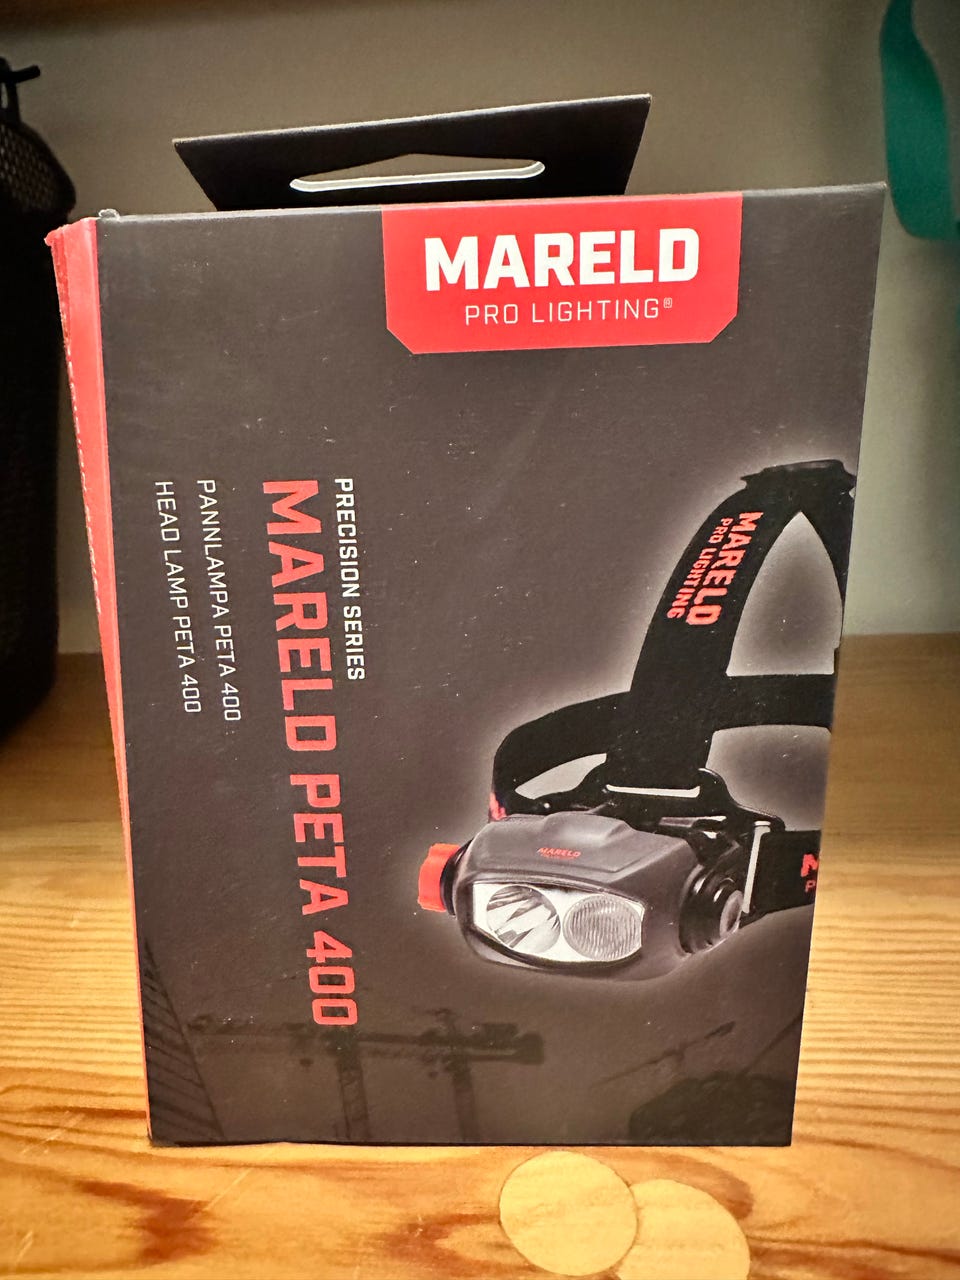 MARELD
PRO LIGHTING®
PRECISION SERIES
MARELD PETA 400
PANNLAMPA PETA 400
HEAD LAMP PETA 400
MARELD
PRO LIGHTING
MARELD